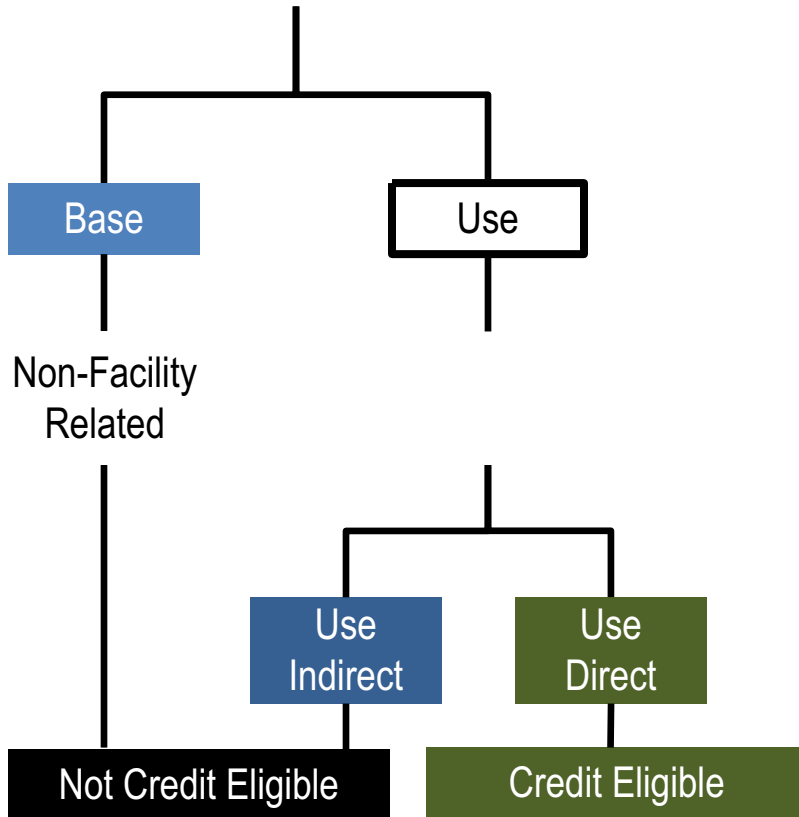 Base
Use
Non-Facility
Related
Use
Indirect
Use
Direct
Not Credit Eligible
Credit Eligible